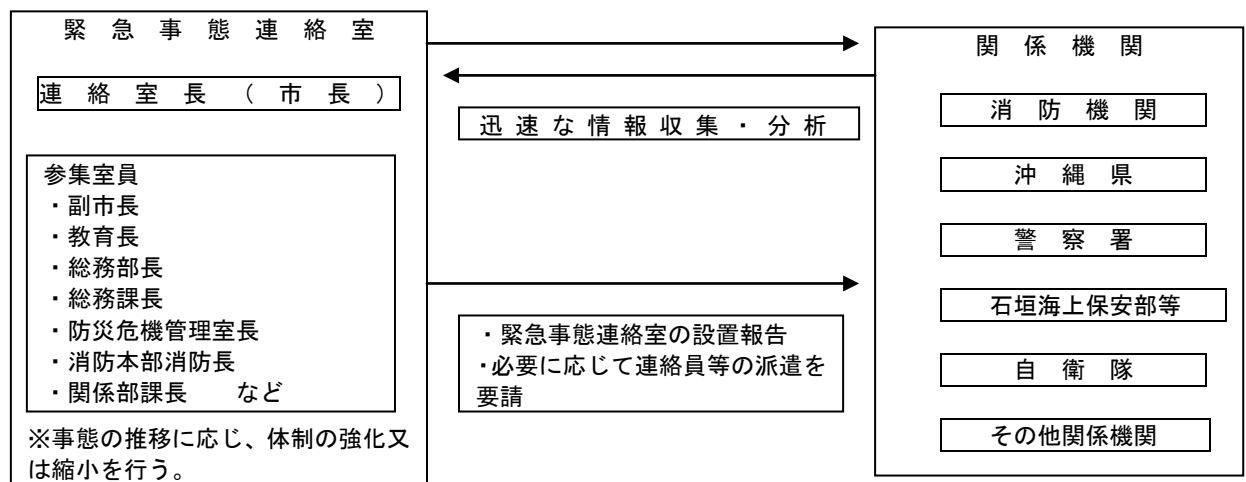 緊急事態連絡室
連絡室長（市長）
参集室員
・副市長
・教育長
・総務部長
・総務課長
・防災危機管理室長
・消防本部消防長
・関係部課長　など
※事態の推移に応じ、体制の強化又
は縮小を行う。
迅速な情報収集・分析
・緊急事態連絡室の設置報告
・必要に応じて連絡員等の派遣を
要請
関係機関
消防機関
沖縄県
警察署
石垣海上保安部等
自衛隊
その他関係機関